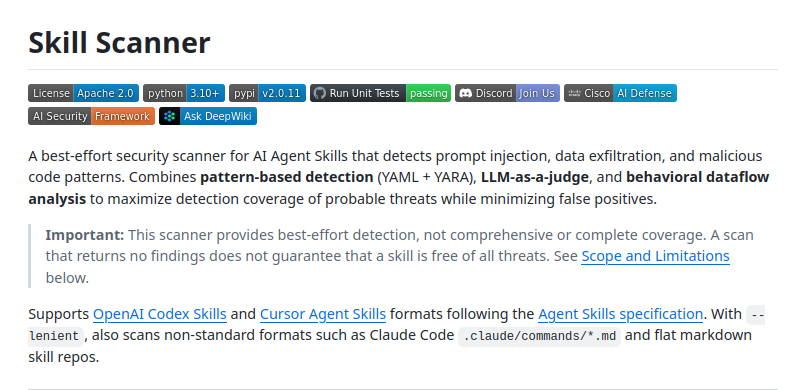 Skill Scanner
License Apache 2.0 python 3.10+ pypi v2.0.11 Run Unit Tests passing Discord Join Us Cisco AI Defense
AI Security Framework Ask DeepWiki
A best-effort security scanner for AI Agent Skills that detects prompt injection, data exfiltration, and malicious
code patterns. Combines pattern-based detection (YAML + YARA), LLM-as-a-judge, and behavioral dataflow
analysis to maximize detection coverage of probable threats while minimizing false positives.
Important: This scanner provides best-effort detection, not comprehensive or complete coverage. A scan
that returns no findings does not guarantee that a skill is free of all threats. See Scope and Limitations
below.
Supports OpenAI Codex Skills and Cursor Agent Skills formats following the Agent Skills specification. With --
lenient, also scans non-standard formats such as Claude Code .claude/commands/*.md and flat markdown
skill repos.